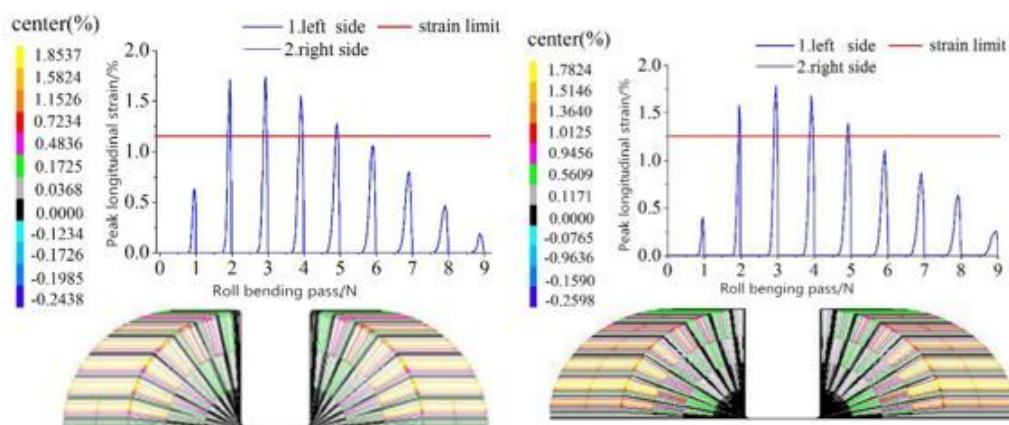 center(%)
1.8537
1.5824
1.1526
0.7234
0.4836
0.1725
0.0368
0.0000
-0.1234
-0.1726
-0.1985
-0.2438
1.left side
strain limit
2.right side
Peak longitudinal strain/%
2.0
1.5
1.0
0.5
0.0
0 1 2 3 4 5 6 7 8 9
Roll bending pass/N
center(%)
1.7824
1.5146
1.3640
1.0125
0.9456
0.5609
0.1171
0.0000
-0.0765
-0.9636
-0.1590
-0.2598
1.left side
strain limit
2.right side
Peak longitudinal strain/%
2.0
1.5
1.0
0.5
0.0
0 1 2 3 4 5 6 7 8 9
Roll benging pass/N